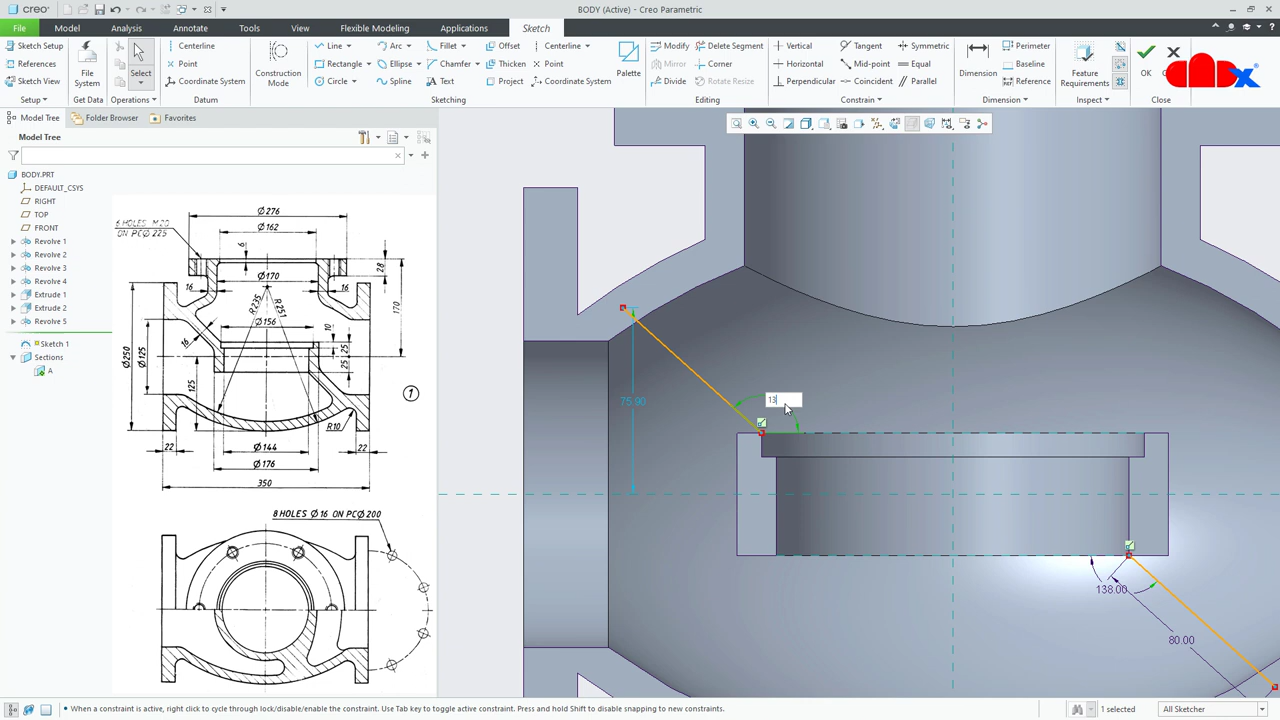 creo
BODY (Active) - Creo Parametric
File
Model
Analysis
Annotate
Tools
View
Flexible Modeling
Applications
Sketch
Sketch Setup
References
Sketch View
Setup
File System
Get Data
Select
Operations
Centerline
Point
Coordinate System
Datum
Construction Mode
Line
Rectangle
Circle
Arc
Ellipse
Spline
Fillet
Chamfer
Text
Offset
Thicken
Project
Centerline
Point
Coordinate System
Palette
Sketching
Modify
Mirror
Divide
Delete Segment
Corner
Rotate Resize
Editing
Vertical
Horizontal
Perpendicular
Tangent
Mid-point
Coincident
Symmetric
Equal
Parallel
Constrain
Dimension
Perimeter
Baseline
Reference
Dimension
Feature Requirements
Inspect
OK
Close
Model Tree
Folder Browser
Favorites
Model Tree
BODY.PRT
DEFAULT_CSYS
RIGHT
TOP
FRONT
Revolve 1
Revolve 2
Revolve 3
Revolve 4
Extrude 1
Extrude 2
Revolve 5
Sketch 1
Sections
A
6 HOLES M20
ON PCØ 225
Ø276
Ø162
6
Ø170
28
16
16
R235
R251
170
Ø156
10
25
25
16
Ø250
Ø125
125
1
R10
22
Ø144
22
Ø176
350
8 HOLES Ø16 ON PCØ200
75.90
13
138.00
80.00
When a constraint is active, right click to cycle through lock/disable/enable the constraint. Use Tab key to toggle active constraint. Press and hold Shift to disable snapping to new constraints.
1 selected
All Sketcher